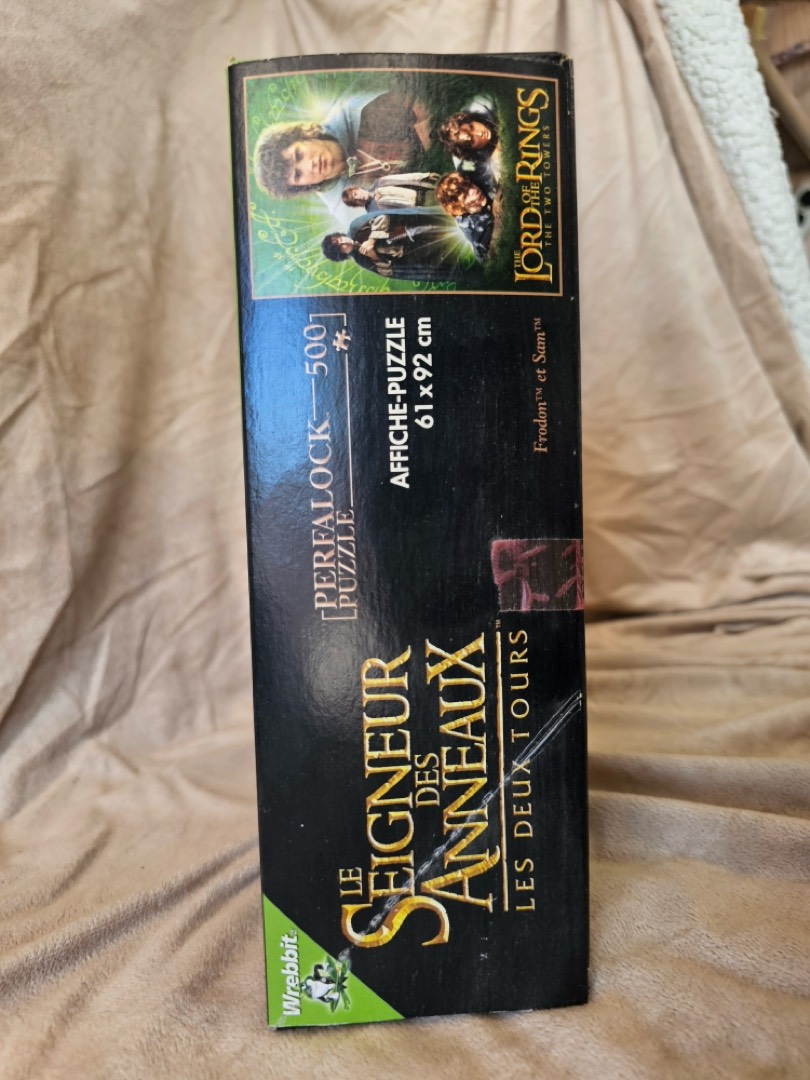 Wrebbit
LE
SEIGNEUR
DES
ANNEAUX™
LES DEUX TOURS
[PERFALOCK—500]
[PUZZLE]
AFFICHE-PUZZLE
61 x 92 cm
Frodon™ et Sam™
THE
LORD OF THE RINGS
THE TWO TOWERS